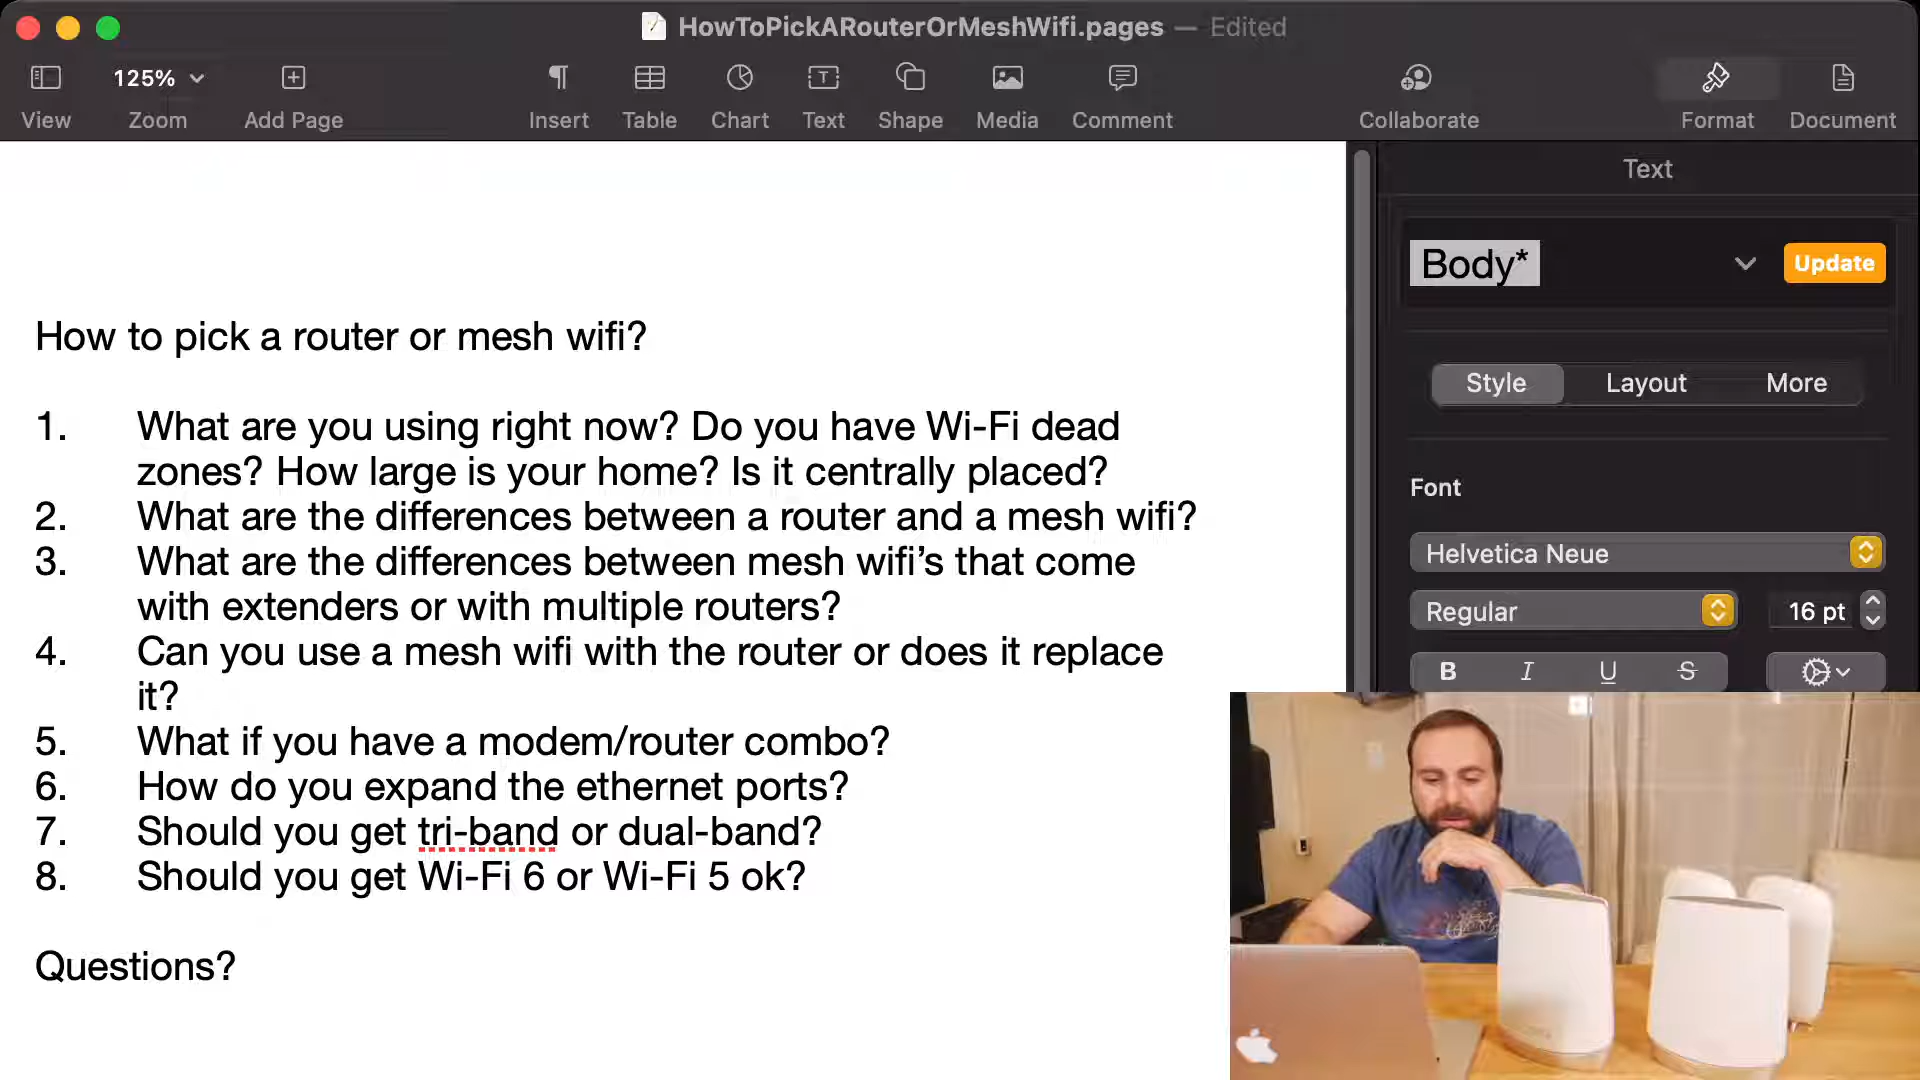 HowToPickARouterOrMeshWifi.pages — Edited
125%
View Zoom Add Page Insert Table Chart Text Shape Media Comment Collaborate Format Document
Text
Body* Update
Style Layout More
Font
Helvetica Neue
Regular 16 pt
B I U S
How to pick a router or mesh wifi?
1. What are you using right now? Do you have Wi-Fi dead
zones? How large is your home? Is it centrally placed?
2. What are the differences between a router and a mesh wifi?
3. What are the differences between mesh wifi’s that come
with extenders or with multiple routers?
4. Can you use a mesh wifi with the router or does it replace
it?
5. What if you have a modem/router combo?
6. How do you expand the ethernet ports?
7. Should you get tri-band or dual-band?
8. Should you get Wi-Fi 6 or Wi-Fi 5 ok?
Questions?